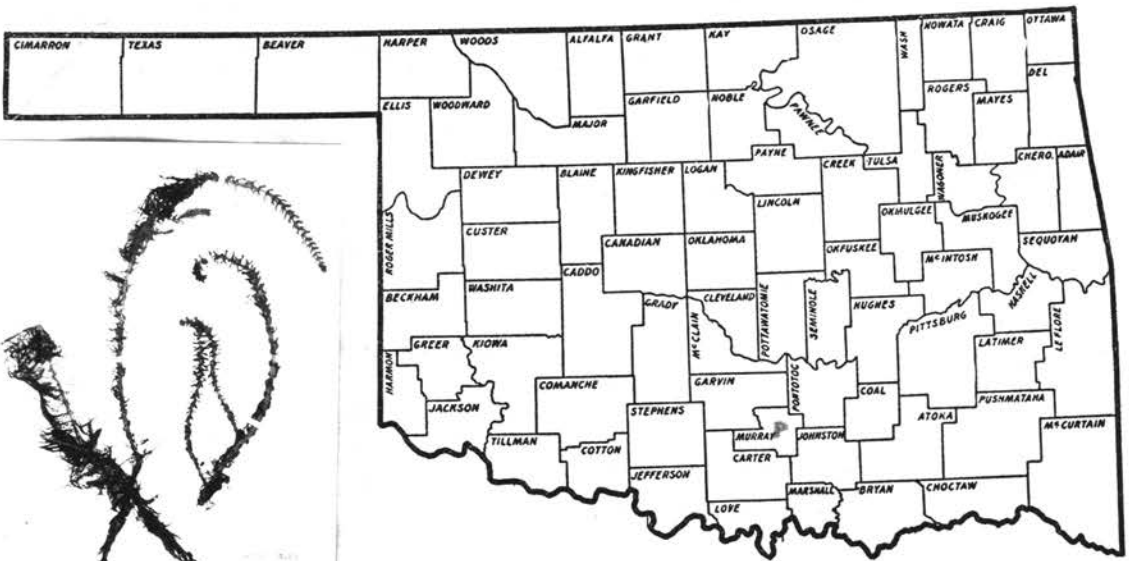 CIMARRON TEXAS BEAVER HARPER WOODS ALFALFA GRANT KAY OSAGE WASH NOWATA CRAIG OTTAWA
DEL
ROGERS
MAYES
ELLIS WOODWARD GARFIELD NOBLE
PAWNEE
MAJOR
PAYNE
CREEK TULSA WAGONER CHERO. ADAIR
DEWEY BLAINE KINGFISHER LOGAN
LINCOLN
ROGER MILLS
OKMULGEE MUSKOGEE
CUSTER CANADIAN OKLAHOMA OKFUSKEE SEQUOYAH
McINTOSH
CADDO
BECKHAM WASHITA GRADY CLEVELAND POTTAWATOMIE SEMINOLE HUGHES HASKELL
McCLAIN PITTSBURG LEFLORE
GREER KIOWA LATIMER
HARMON
COMANCHE GARVIN PONTOTOC COAL PUSHMATAHA
JACKSON STEPHENS ATOKA McCURTAIN
TILLMAN COTTON MURRAY JOHNSTON
CARTER
JEFFERSON
MARSHALL BRYAN CHOCTAW
LOVE